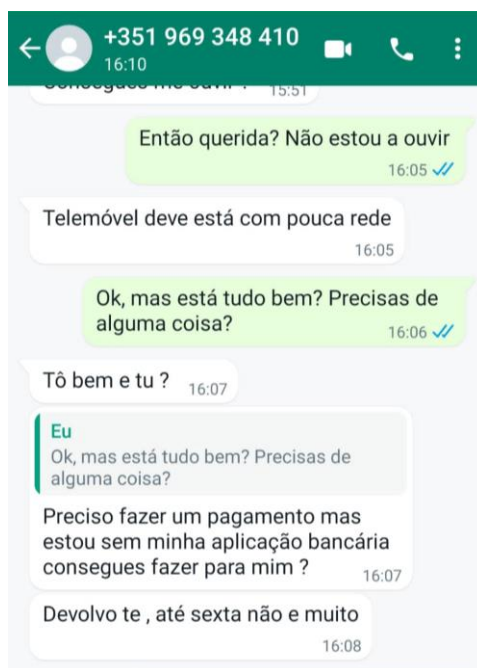 +351 969 348 410
16:10
Consegues me ouvir ?
15:51
Então querida? Não estou a ouvir
16:05
Telemóvel deve está com pouca rede
16:05
Ok, mas está tudo bem? Precisas de
alguma coisa?
16:06
Tô bem e tu ?
16:07
Eu
Ok, mas está tudo bem? Precisas de
alguma coisa?
Preciso fazer um pagamento mas
estou sem minha aplicação bancária
consegues fazer para mim ?
16:07
Devolvo te , até sexta não e muito
16:08